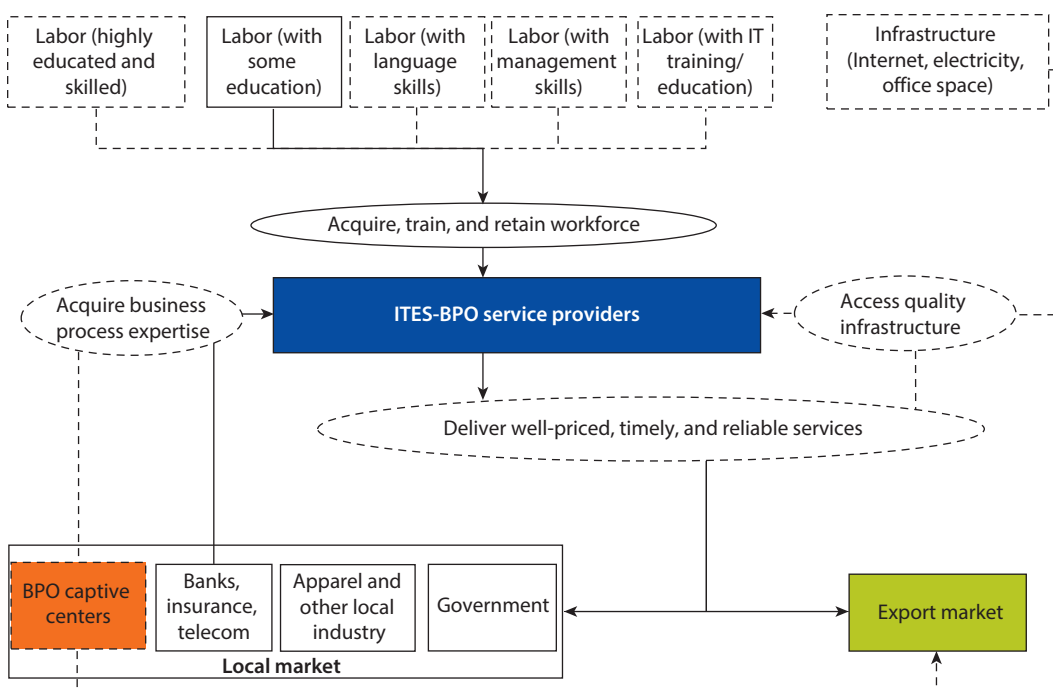 Labor (highly
educated and
skilled)
Labor (with
some
education)
Labor (with
language
skills)
Labor (with
management
skills)
Labor (with IT
training/
education)
Infrastructure
(Internet, electricity,
office space)
Acquire, train, and retain workforce
Acquire business
process expertise
ITES-BPO service providers
Access quality
infrastructure
Deliver well-priced, timely, and reliable services
BPO captive
centers
Banks,
insurance,
telecom
Apparel and
other local
industry
Government
Export market
Local market